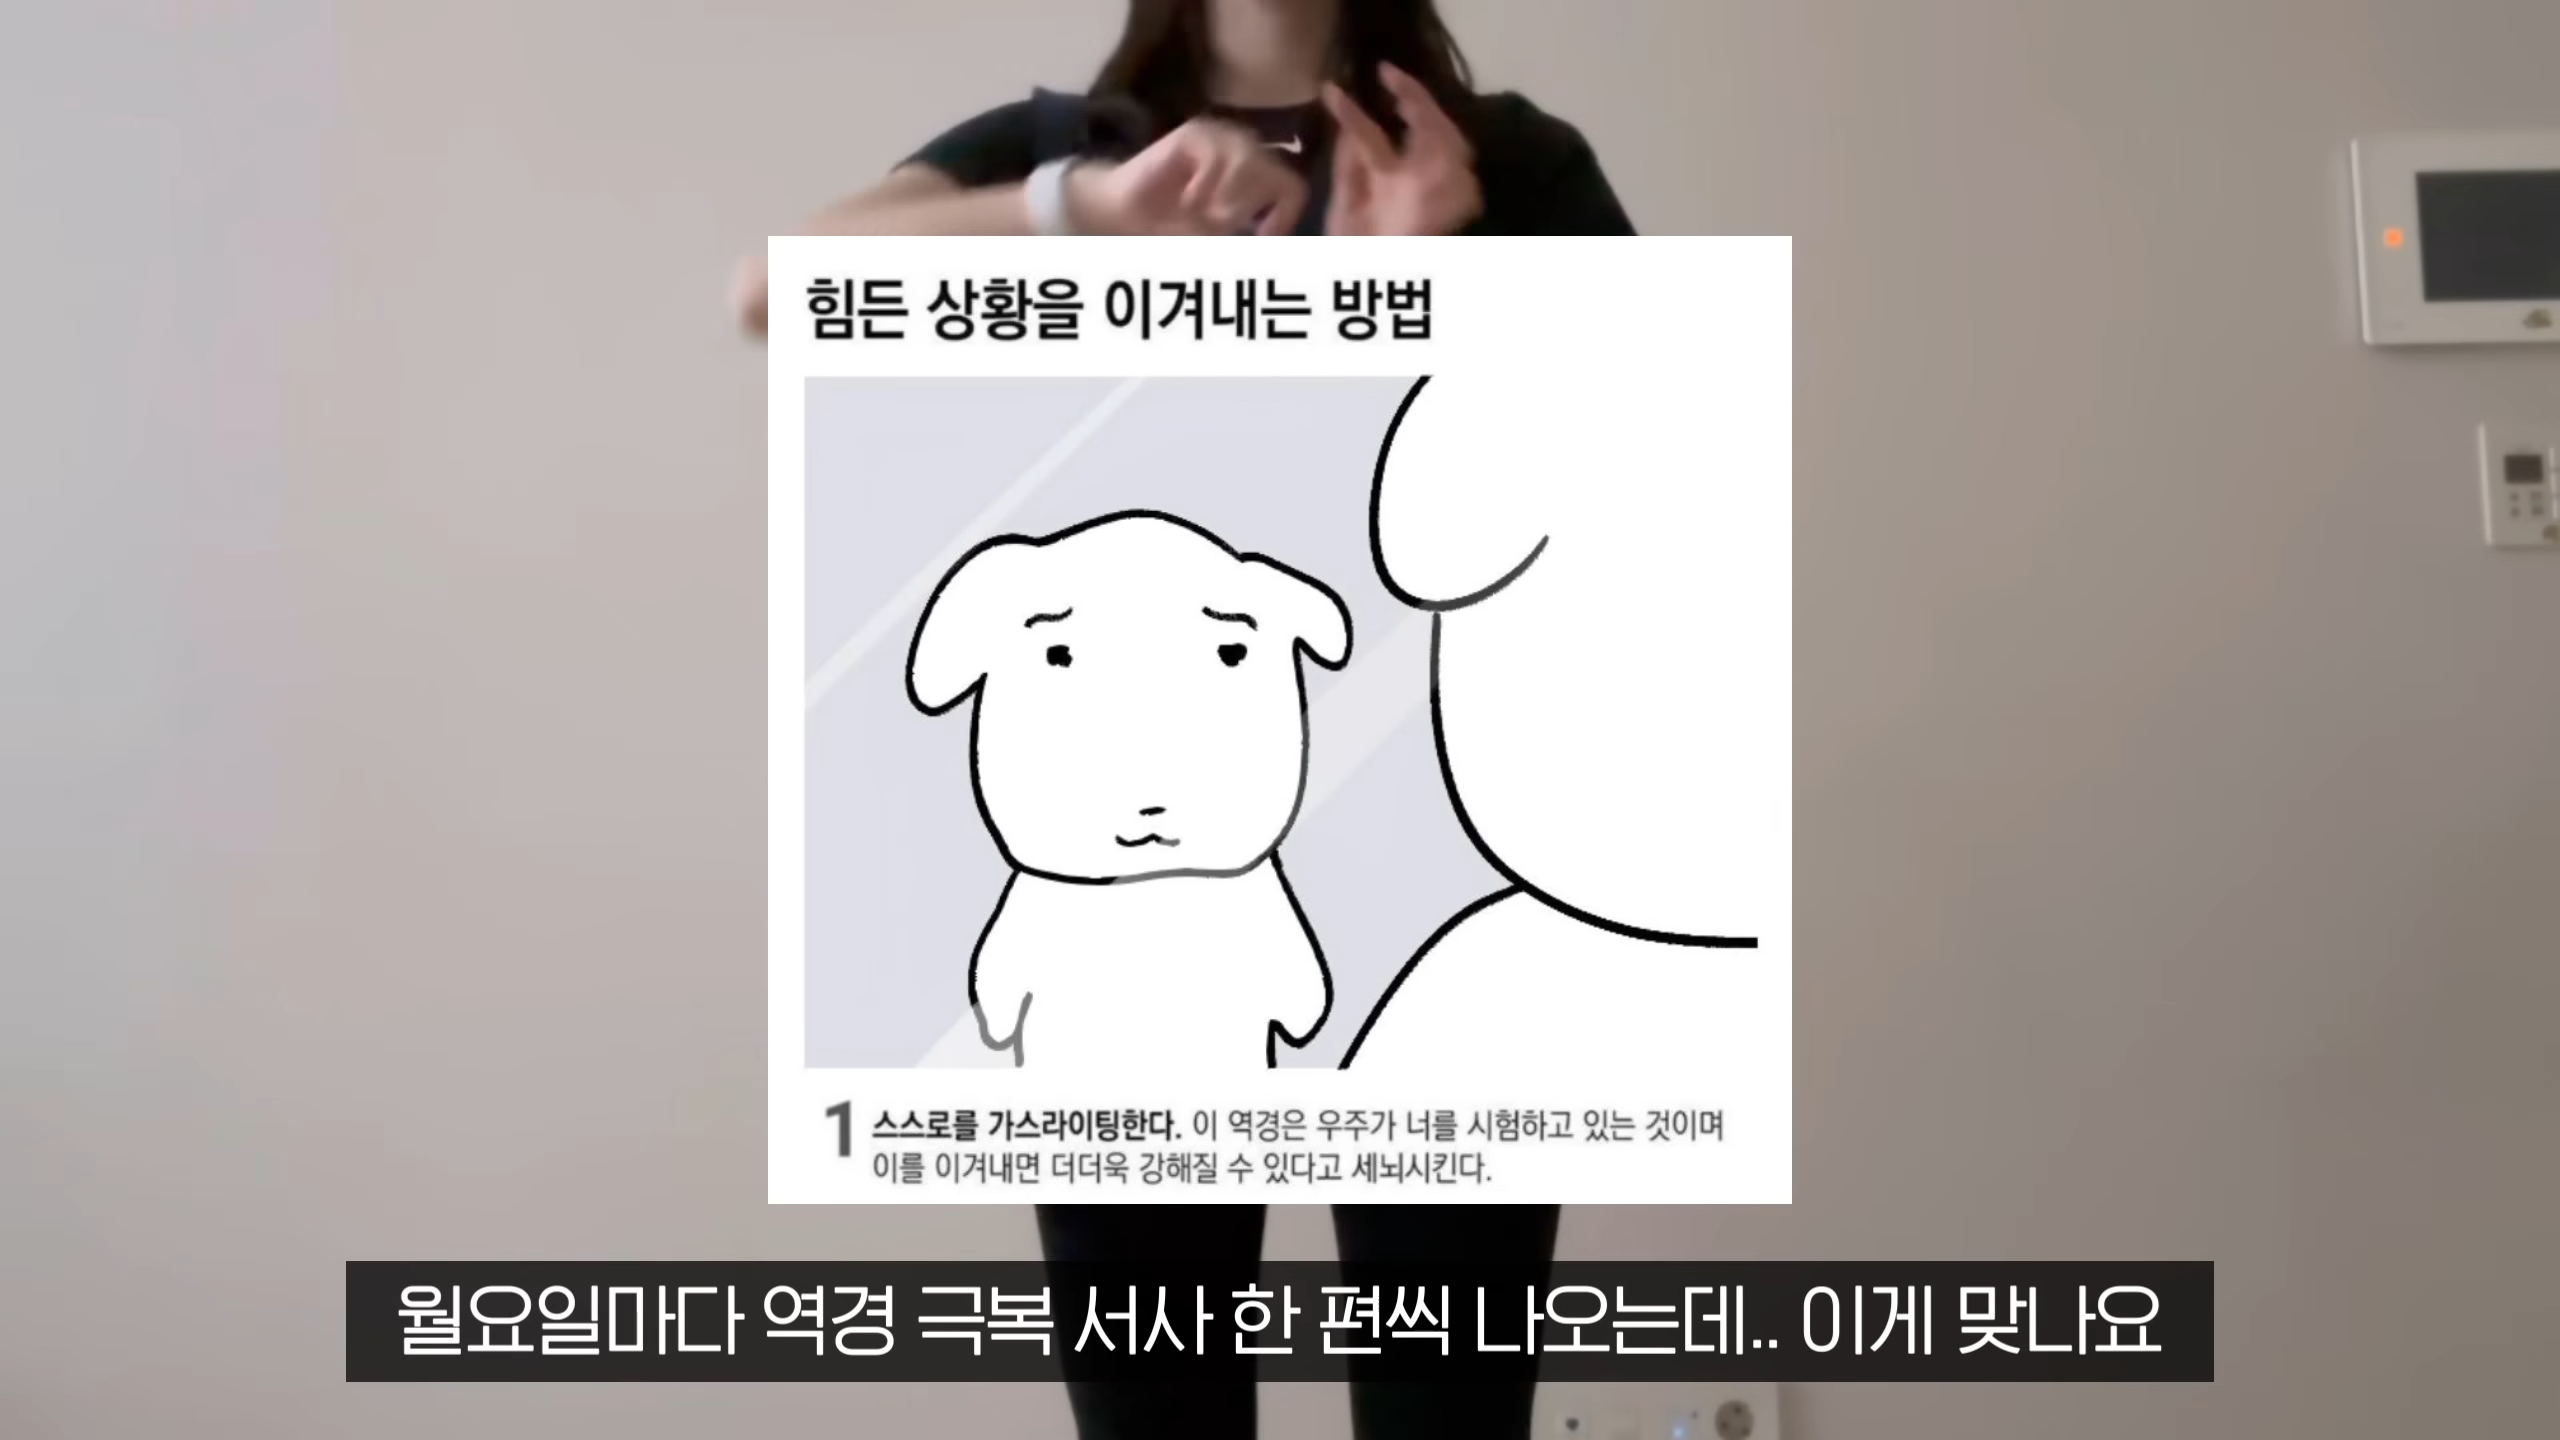 힘든 상황을 이겨내는 방법
1 스스로를 가스라이팅한다. 이 역경은 우주가 너를 시험하고 있는 것이며
이를 이겨내면 더더욱 강해질 수 있다고 세뇌시킨다.
월요일마다 역경 극복 서사 한 편씩 나오는데.. 이게 맞나요